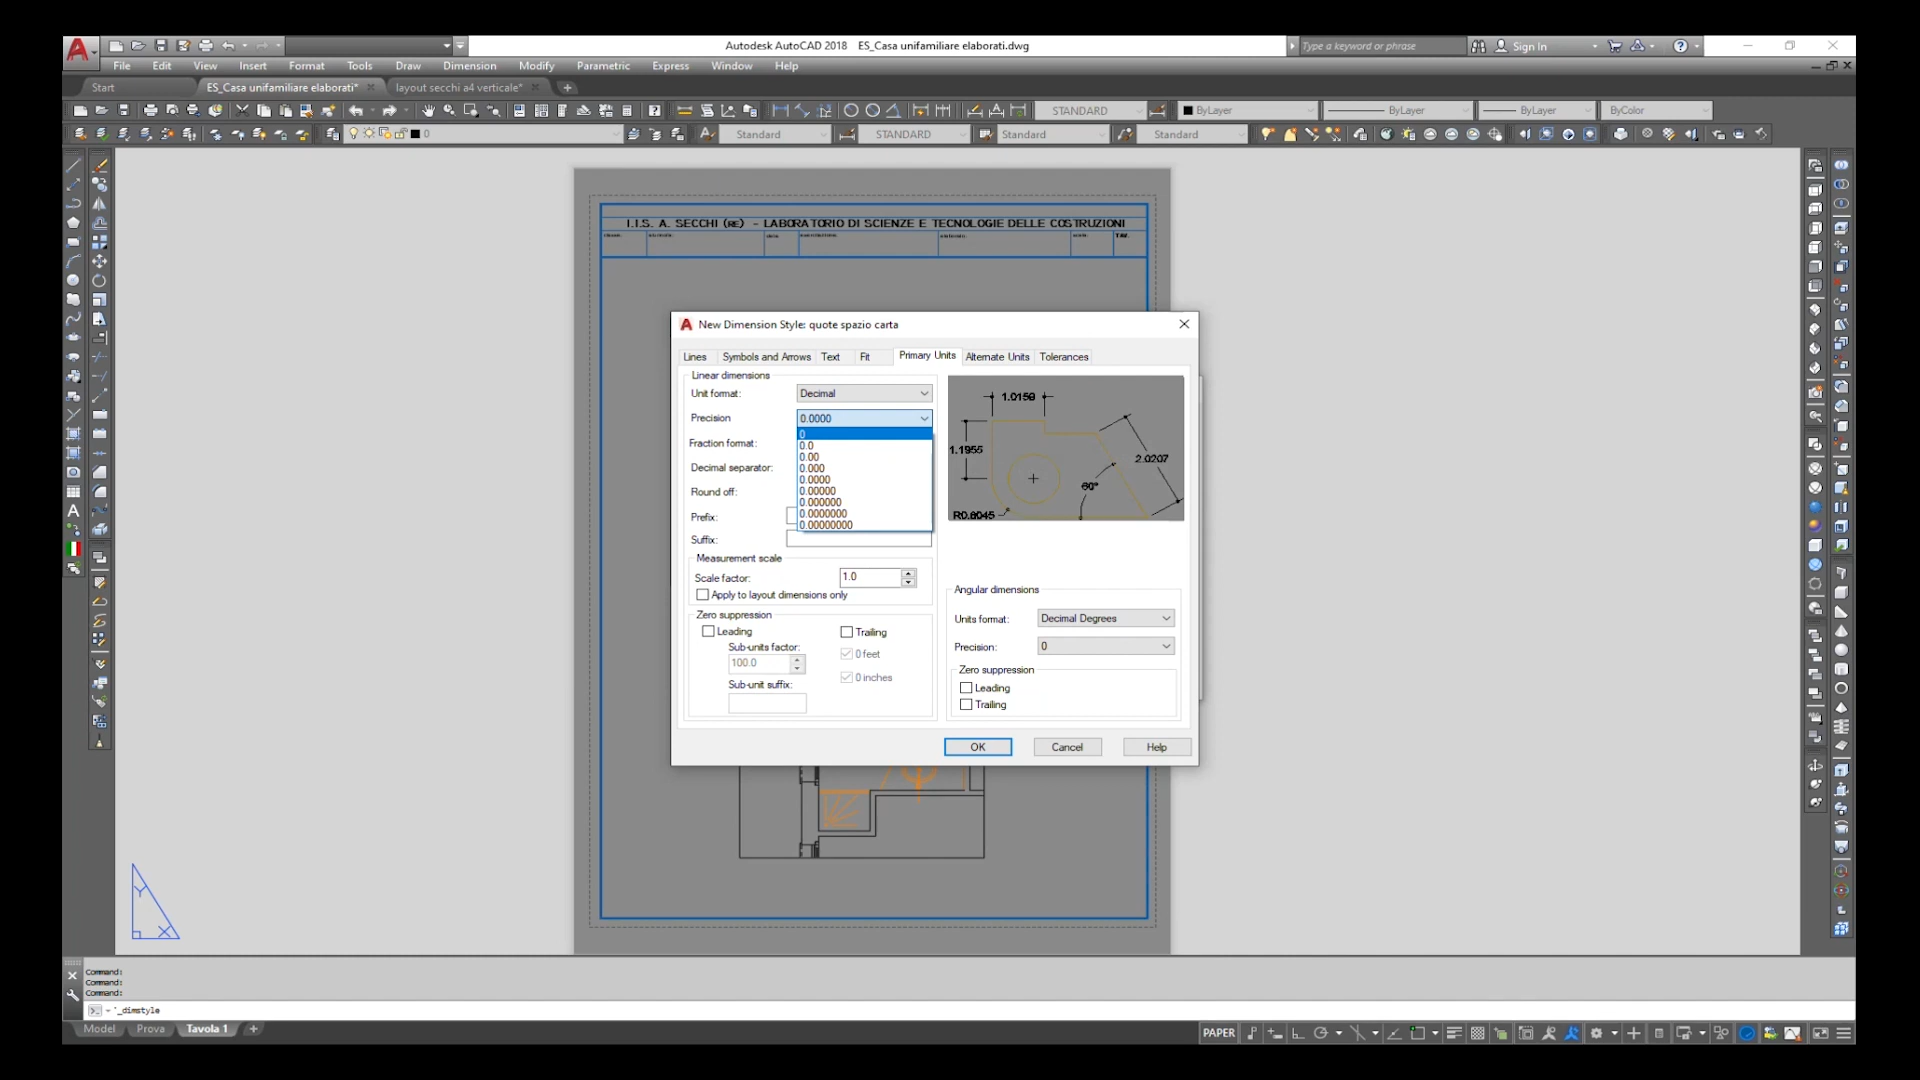 Autodesk AutoCAD 2018 ES_Casa unifamiliare elaborati.dwg
Type a keyword or phrase
Sign In
File Edit View Insert Format Tools Draw Dimension Modify Parametric Express Window Help
Start ES_Casa unifamiliare elaborati* layout secchi a4 verticale*
STANDARD ByLayer ByLayer ByLayer ByColor
0 Standard STANDARD Standard Standard
I.I.S. A. SECCHI (RE) - LABORATORIO DI SCIENZE E TECNOLOGIE DELLE COSTRUZIONI
TAV.
New Dimension Style: quote spazio carta
Lines Symbols and Arrows Text Fit Primary Units Alternate Units Tolerances
Linear dimensions
Unit format: Decimal
Precision 0.0000
0
0.0
0.00
0.000
0.0000
0.00000
0.000000
0.0000000
0.00000000
Fraction format:
Decimal separator:
Round off:
Prefix:
Suffix:
1.0159
1.1955
2.0207
60°
R0.8045
Measurement scale
Scale factor: 1.0
Apply to layout dimensions only
Zero suppression
Leading
Trailing
Sub-units factor:
100.0
0 feet
Sub-unit suffix:
0 inches
Angular dimensions
Units format: Decimal Degrees
Precision: 0
Zero suppression
Leading
Trailing
OK Cancel Help
Y
X
Command:
Command:
Command:
'_dimstyle
Model Prova Tavola 1
PAPER